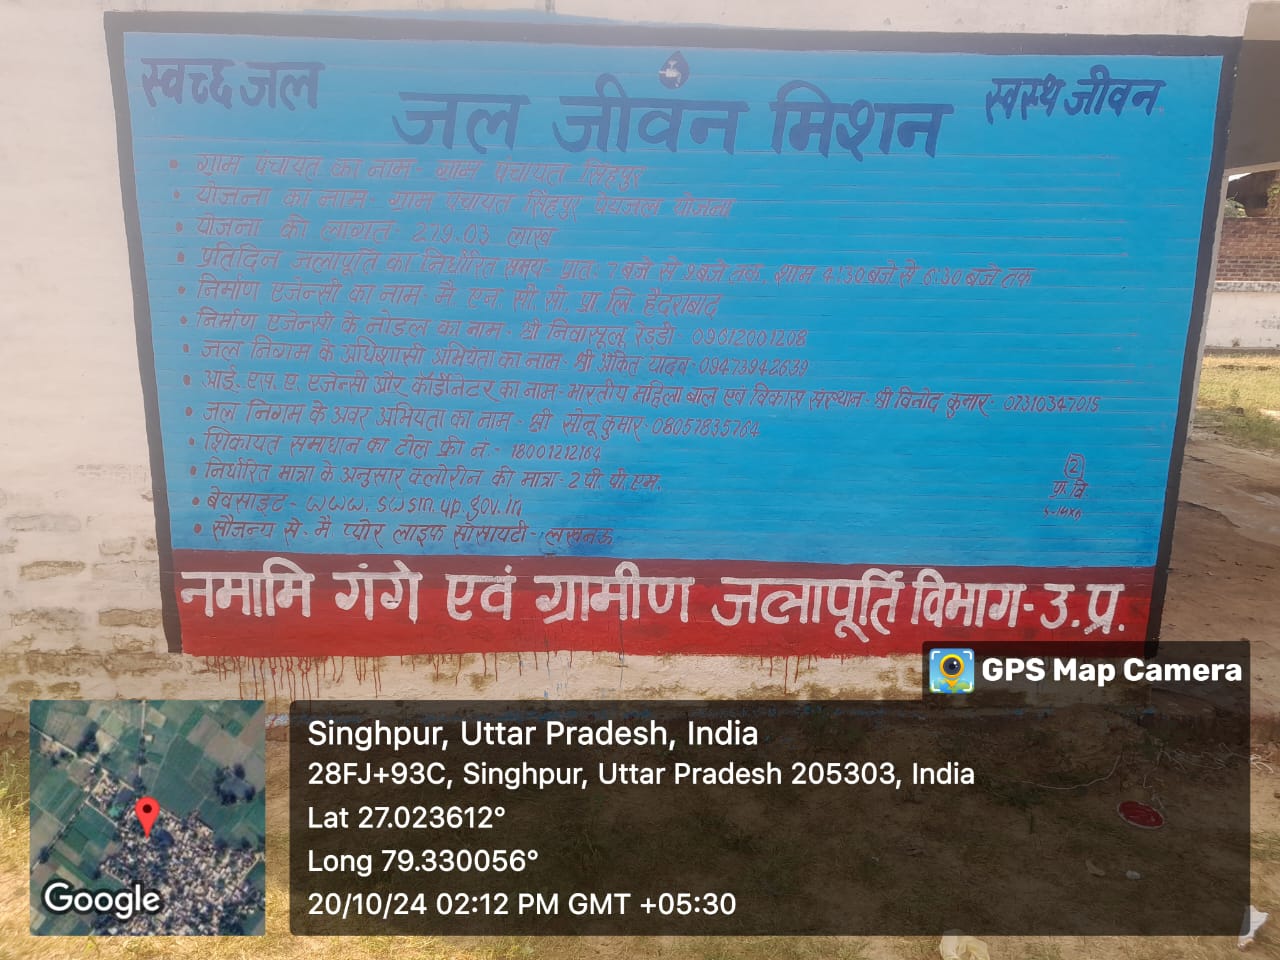 स्वच्छ जल
जल जीवन मिशन
स्वस्थ जीवन
• ग्राम पंचायत का नाम- ग्राम पंचायत सिंहपुर
• योजना का नाम- ग्राम पंचायत सिंहपुर पेयजल योजना
• योजना की लागत- 279.03 लाख
• प्रतिदिन जलापूर्ति का निर्धारित समय- प्रात: 7 बजे से 9 बजे तक, शाम 4:30 बजे से 6:30 बजे तक
• निर्माण एजेन्सी का नाम- मै. एन. सी. सी. प्रा. लि. हैदराबाद
• निर्माण एजेन्सी के नोडल का नाम- श्री निवासूलू रेड्डी- 09612001208
• जल निगम के अधिशासी अभियंता का नाम- श्री अंकित यादव- 09473942639
• आई. एस. ए. एजेन्सी और कॉर्डिनेटर का नाम- भारतीय महिला बाल एवं विकास संस्थान- श्री विनोद कुमार- 07310347015
• जल निगम के अवर अभियंता का नाम- श्री सोनू कुमार- 08057835764
• शिकायत समाधान का टोल फ्री नं.- 18001212164
• निर्धारित मात्रा के अनुसार क्लोरीन की मात्रा- 2 पी. पी. एम.
• बेवसाइट- www.swsm.up.gov.in
• सौजन्य से- मै. प्योर लाइफ सोसायटी- लखनऊ
(2)
प्रा. वि
नमामि गंगे एवं ग्रामीण जलापूर्ति विभाग- उ.प्र.
GPS Map Camera
Google
Singhpur, Uttar Pradesh, India
28FJ+93C, Singhpur, Uttar Pradesh 205303, India
Lat 27.023612°
Long 79.330056°
20/10/24 02:12 PM GMT +05:30